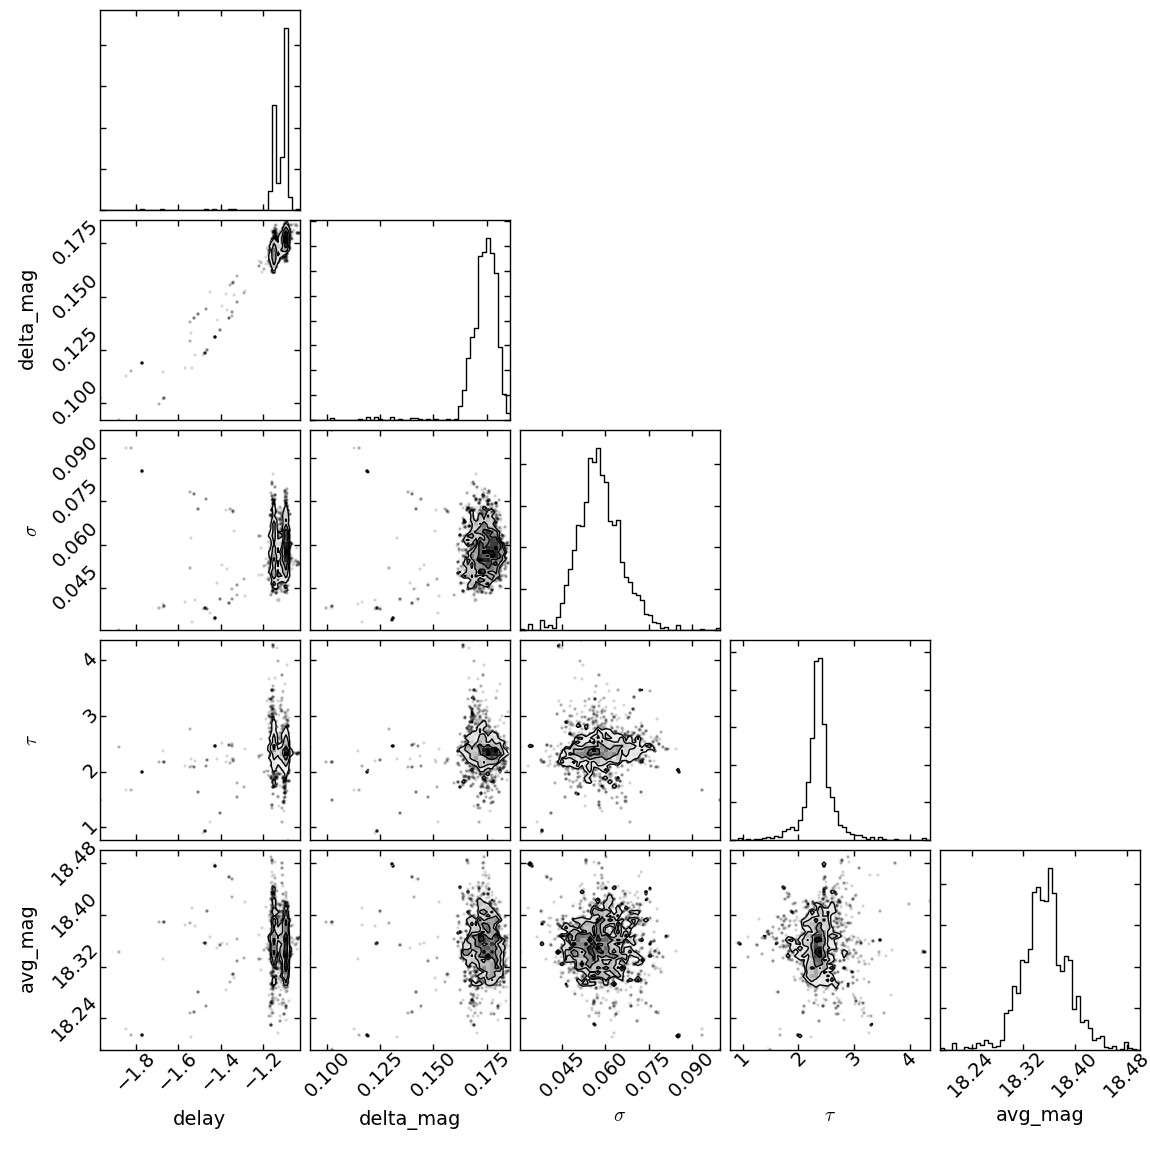 delta_mag
0.175
0.150
0.125
0.100
σ
0.090
0.075
0.060
0.045
τ
4
3
2
1
avg_mag
18.48
18.40
18.32
18.24
−1.8 −1.6 −1.4 −1.2
0.100 0.125 0.150 0.175
0.045 0.060 0.075 0.090
1 2 3 4
18.24 18.32 18.40 18.48
delay delta_mag σ τ avg_mag